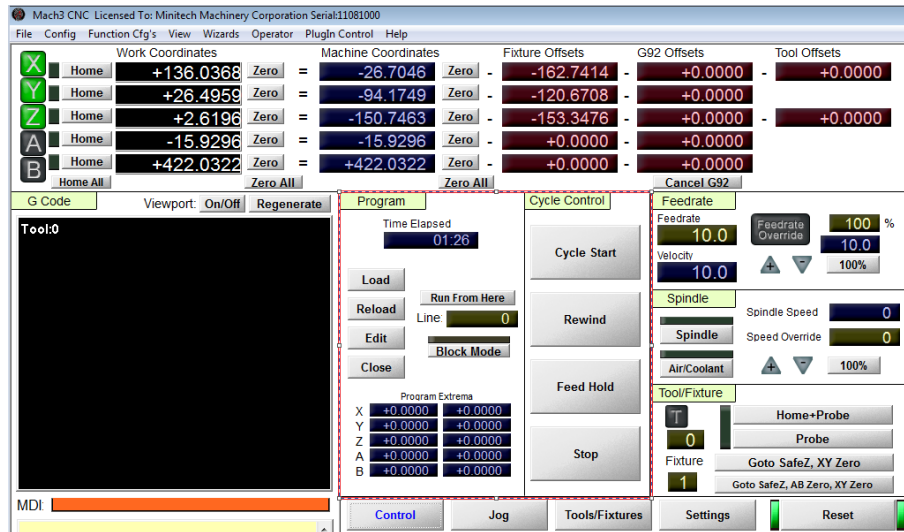 Mach3 CNC Licensed To: Minitech Machinery Corporation Serial:11081000
File Config Function Cfg's View Wizards Operator PlugIn Control Help
Work Coordinates Machine Coordinates Fixture Offsets G92 Offsets Tool Offsets
X Home +136.0368 Zero = -26.7046 Zero - -162.7414 - +0.0000 - +0.0000
Y Home +26.4959 Zero = -94.1749 Zero - -120.6708 - +0.0000
Z Home +2.6196 Zero = -150.7463 Zero - -153.3476 - +0.0000 - +0.0000
A Home -15.9296 Zero = -15.9296 Zero - +0.0000 - +0.0000
B Home +422.0322 Zero = +422.0322 Zero - +0.0000 - +0.0000
Home All Zero All Zero All Cancel G92
G Code Viewport: On/Off Regenerate
Tool:0
MDI:
Program
Time Elapsed
01:26
Load
Reload
Edit
Close
Run From Here
Line: 0
Block Mode
Program Extrema
X +0.0000 +0.0000
Y +0.0000 +0.0000
Z +0.0000 +0.0000
A +0.0000 +0.0000
B +0.0000 +0.0000
Cycle Control
Cycle Start
Rewind
Feed Hold
Stop
Feedrate
Feedrate
10.0
Velocity
10.0
Feedrate Override
100 %
10.0
+ - 100%
Spindle
Spindle
Air/Coolant
Spindle Speed 0
Speed Override 0
+ - 100%
Tool/Fixture
T
0
Fixture
1
Home+Probe
Probe
Goto SafeZ, XY Zero
Goto SafeZ, AB Zero, XY Zero
Control Jog Tools/Fixtures Settings Reset